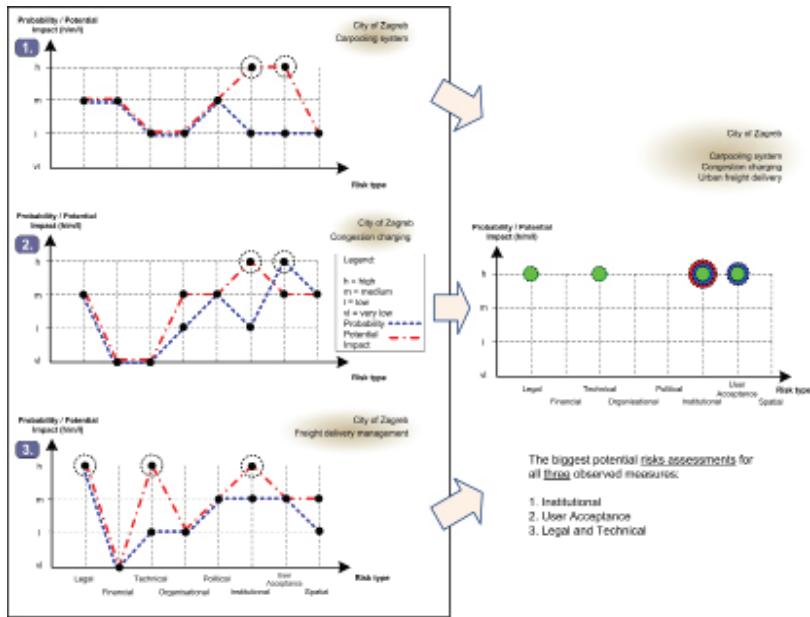 Probability / Potential
Impact (h/m/l)
City of Zagreb
Carpooling system
1.
h
m
l
vl
Risk type
Probability / Potential
Impact (h/m/l)
City of Zagreb
Congestion charging
2.
h
m
l
vl
Risk type
Legend:
h = high
m = medium
l = low
vl = very low
Probability
Potential
Impact
Probability / Potential
Impact (h/m/l)
City of Zagreb
Freight delivery management
3.
h
m
l
vl
Legal
Technical
Political
User
Acceptance
Risk type
Financial
Organisational
Institutional
Spatial
City of Zagreb
Carpooling system
Congestion charging
Urban freight delivery
Probability / Potential
Impact (h/m/l)
h
m
l
vl
Legal
Technical
Political
User
Acceptance
Risk type
Financial
Organisational
Institutional
Spatial
The biggest potential risks assessments for
all three observed measures:
1. Institutional
2. User Acceptance
3. Legal and Technical